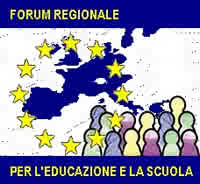 FORUM REGIONALE
PER L'EDUCAZIONE E LA SCUOLA